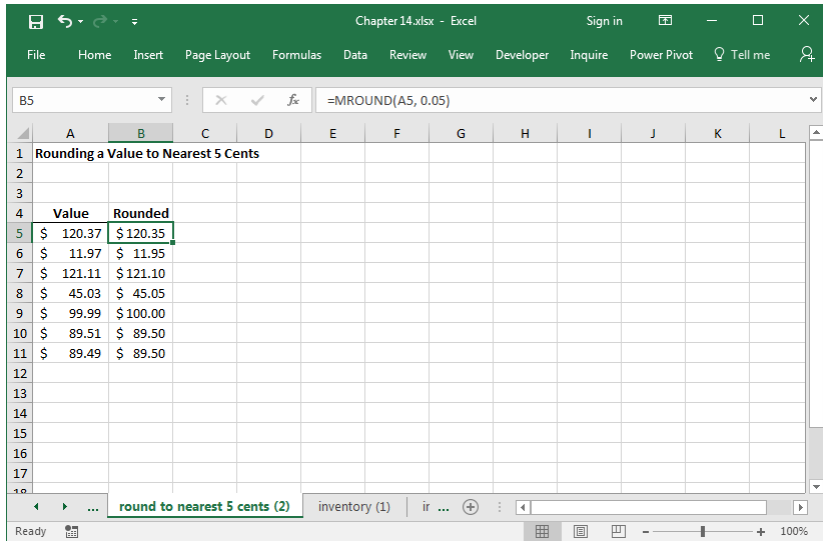 Chapter 14.xlsx - Excel Sign in
File Home Insert Page Layout Formulas Data Review View Developer Inquire Power Pivot Tell me
B5 fx =MROUND(A5, 0.05)
A B C D E F G H I J K L
1 Rounding a Value to Nearest 5 Cents
2
3
4 Value Rounded
5 $ 120.37 $ 120.35
6 $ 11.97 $ 11.95
7 $ 121.11 $ 121.10
8 $ 45.03 $ 45.05
9 $ 99.99 $ 100.00
10 $ 89.51 $ 89.50
11 $ 89.49 $ 89.50
12
13
14
15
16
17
18
... round to nearest 5 cents (2) inventory (1) ir ...
Ready 100%